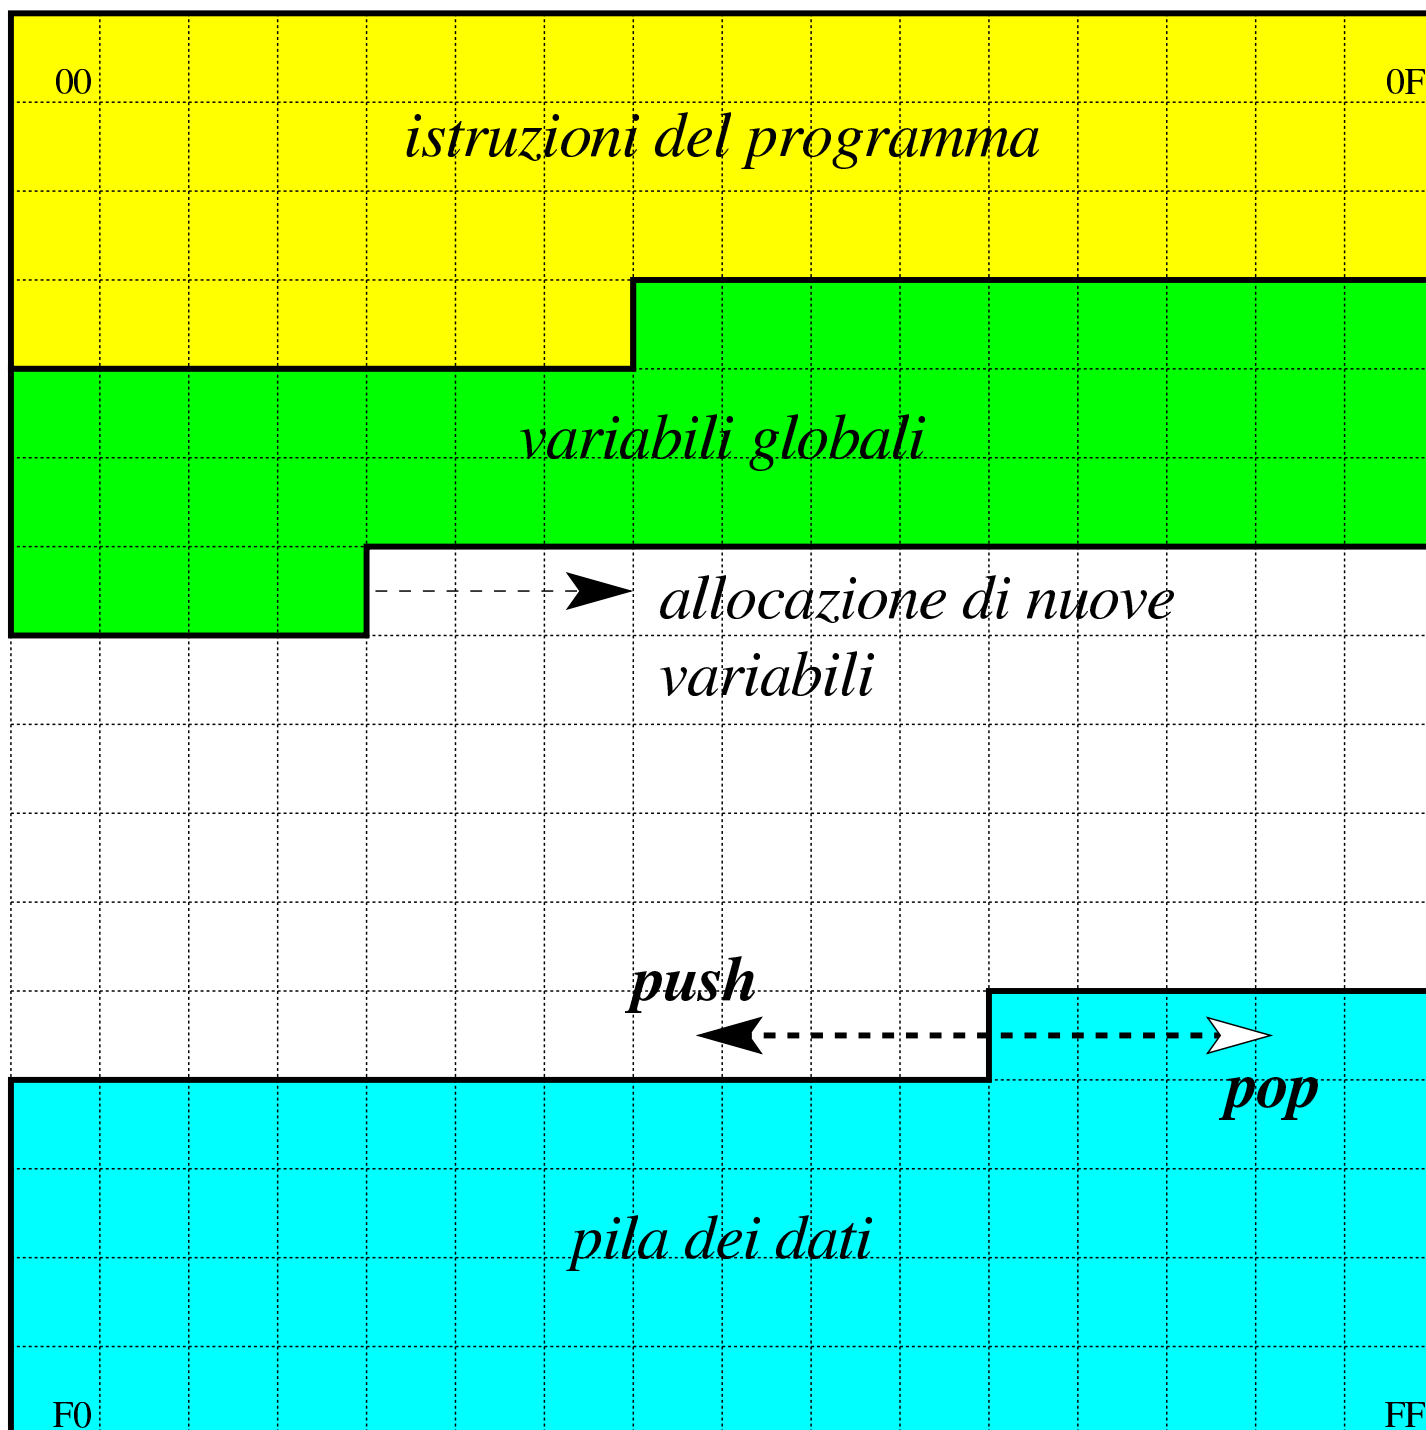 00
0F
istruzioni del programma
variabili globali
allocazione di nuove
variabili
push
pop
pila dei dati
F0
FF